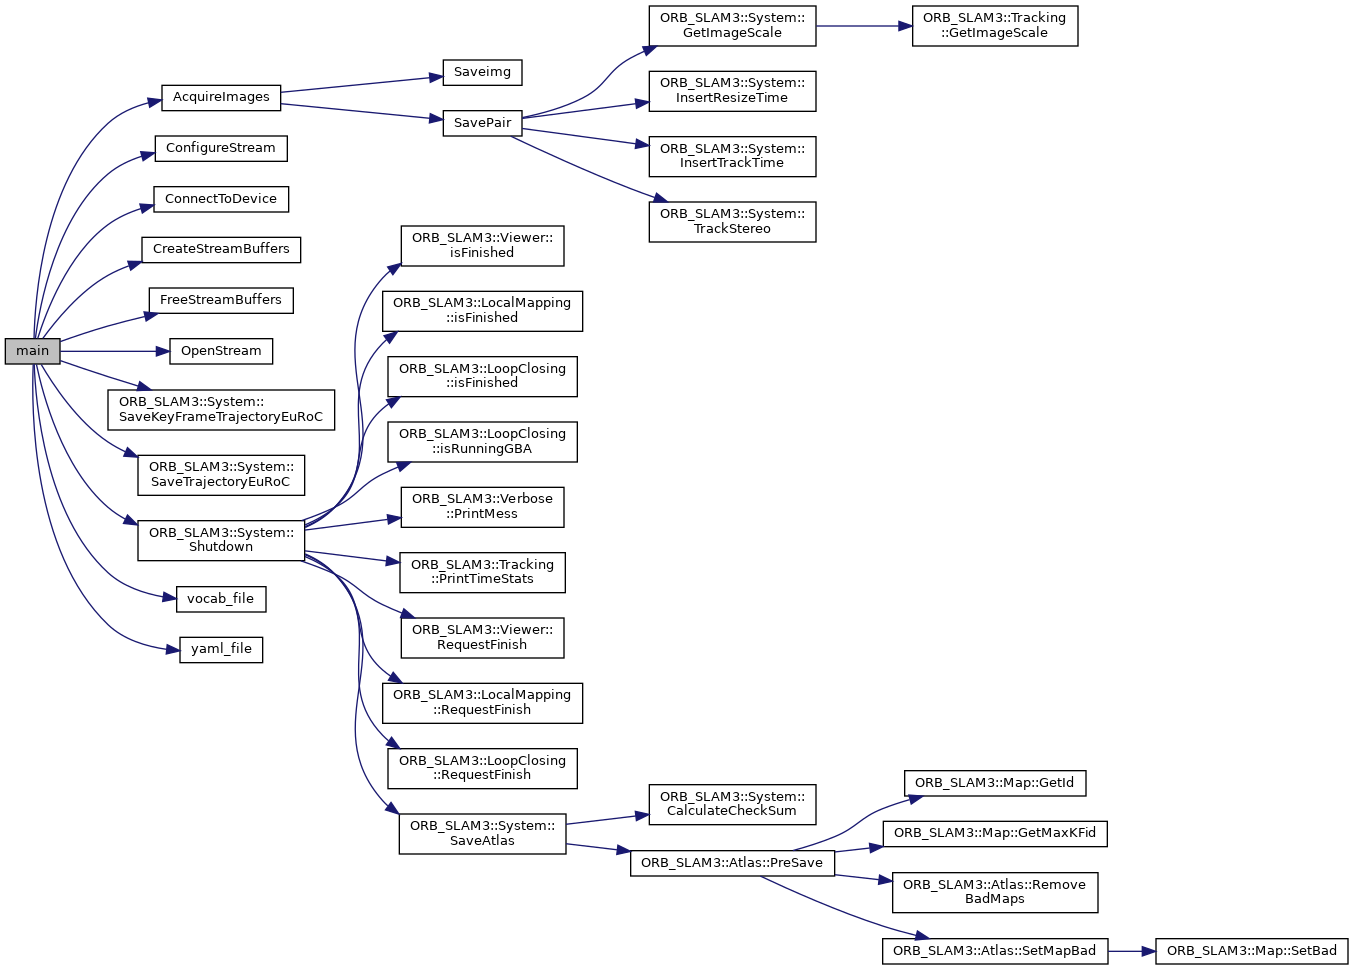 main
AcquireImages
ConfigureStream
ConnectToDevice
CreateStreamBuffers
FreeStreamBuffers
OpenStream
ORB_SLAM3::System::
SaveKeyFrameTrajectoryEuRoC
ORB_SLAM3::System::
SaveTrajectoryEuRoC
ORB_SLAM3::System::
Shutdown
vocab_file
yaml_file
Saveimg
SavePair
ORB_SLAM3::System::
GetImageScale
ORB_SLAM3::Tracking
::GetImageScale
ORB_SLAM3::System::
InsertResizeTime
ORB_SLAM3::System::
InsertTrackTime
ORB_SLAM3::System::
TrackStereo
ORB_SLAM3::Viewer::
isFinished
ORB_SLAM3::LocalMapping
::isFinished
ORB_SLAM3::LoopClosing
::isFinished
ORB_SLAM3::LoopClosing
::isRunningGBA
ORB_SLAM3::Verbose
::PrintMess
ORB_SLAM3::Tracking
::PrintTimeStats
ORB_SLAM3::Viewer::
RequestFinish
ORB_SLAM3::LocalMapping
::RequestFinish
ORB_SLAM3::LoopClosing
::RequestFinish
ORB_SLAM3::System::
SaveAtlas
ORB_SLAM3::System::
CalculateCheckSum
ORB_SLAM3::Atlas::PreSave
ORB_SLAM3::Map::GetId
ORB_SLAM3::Map::GetMaxKFid
ORB_SLAM3::Atlas::Remove
BadMaps
ORB_SLAM3::Atlas::SetMapBad
ORB_SLAM3::Map::SetBad